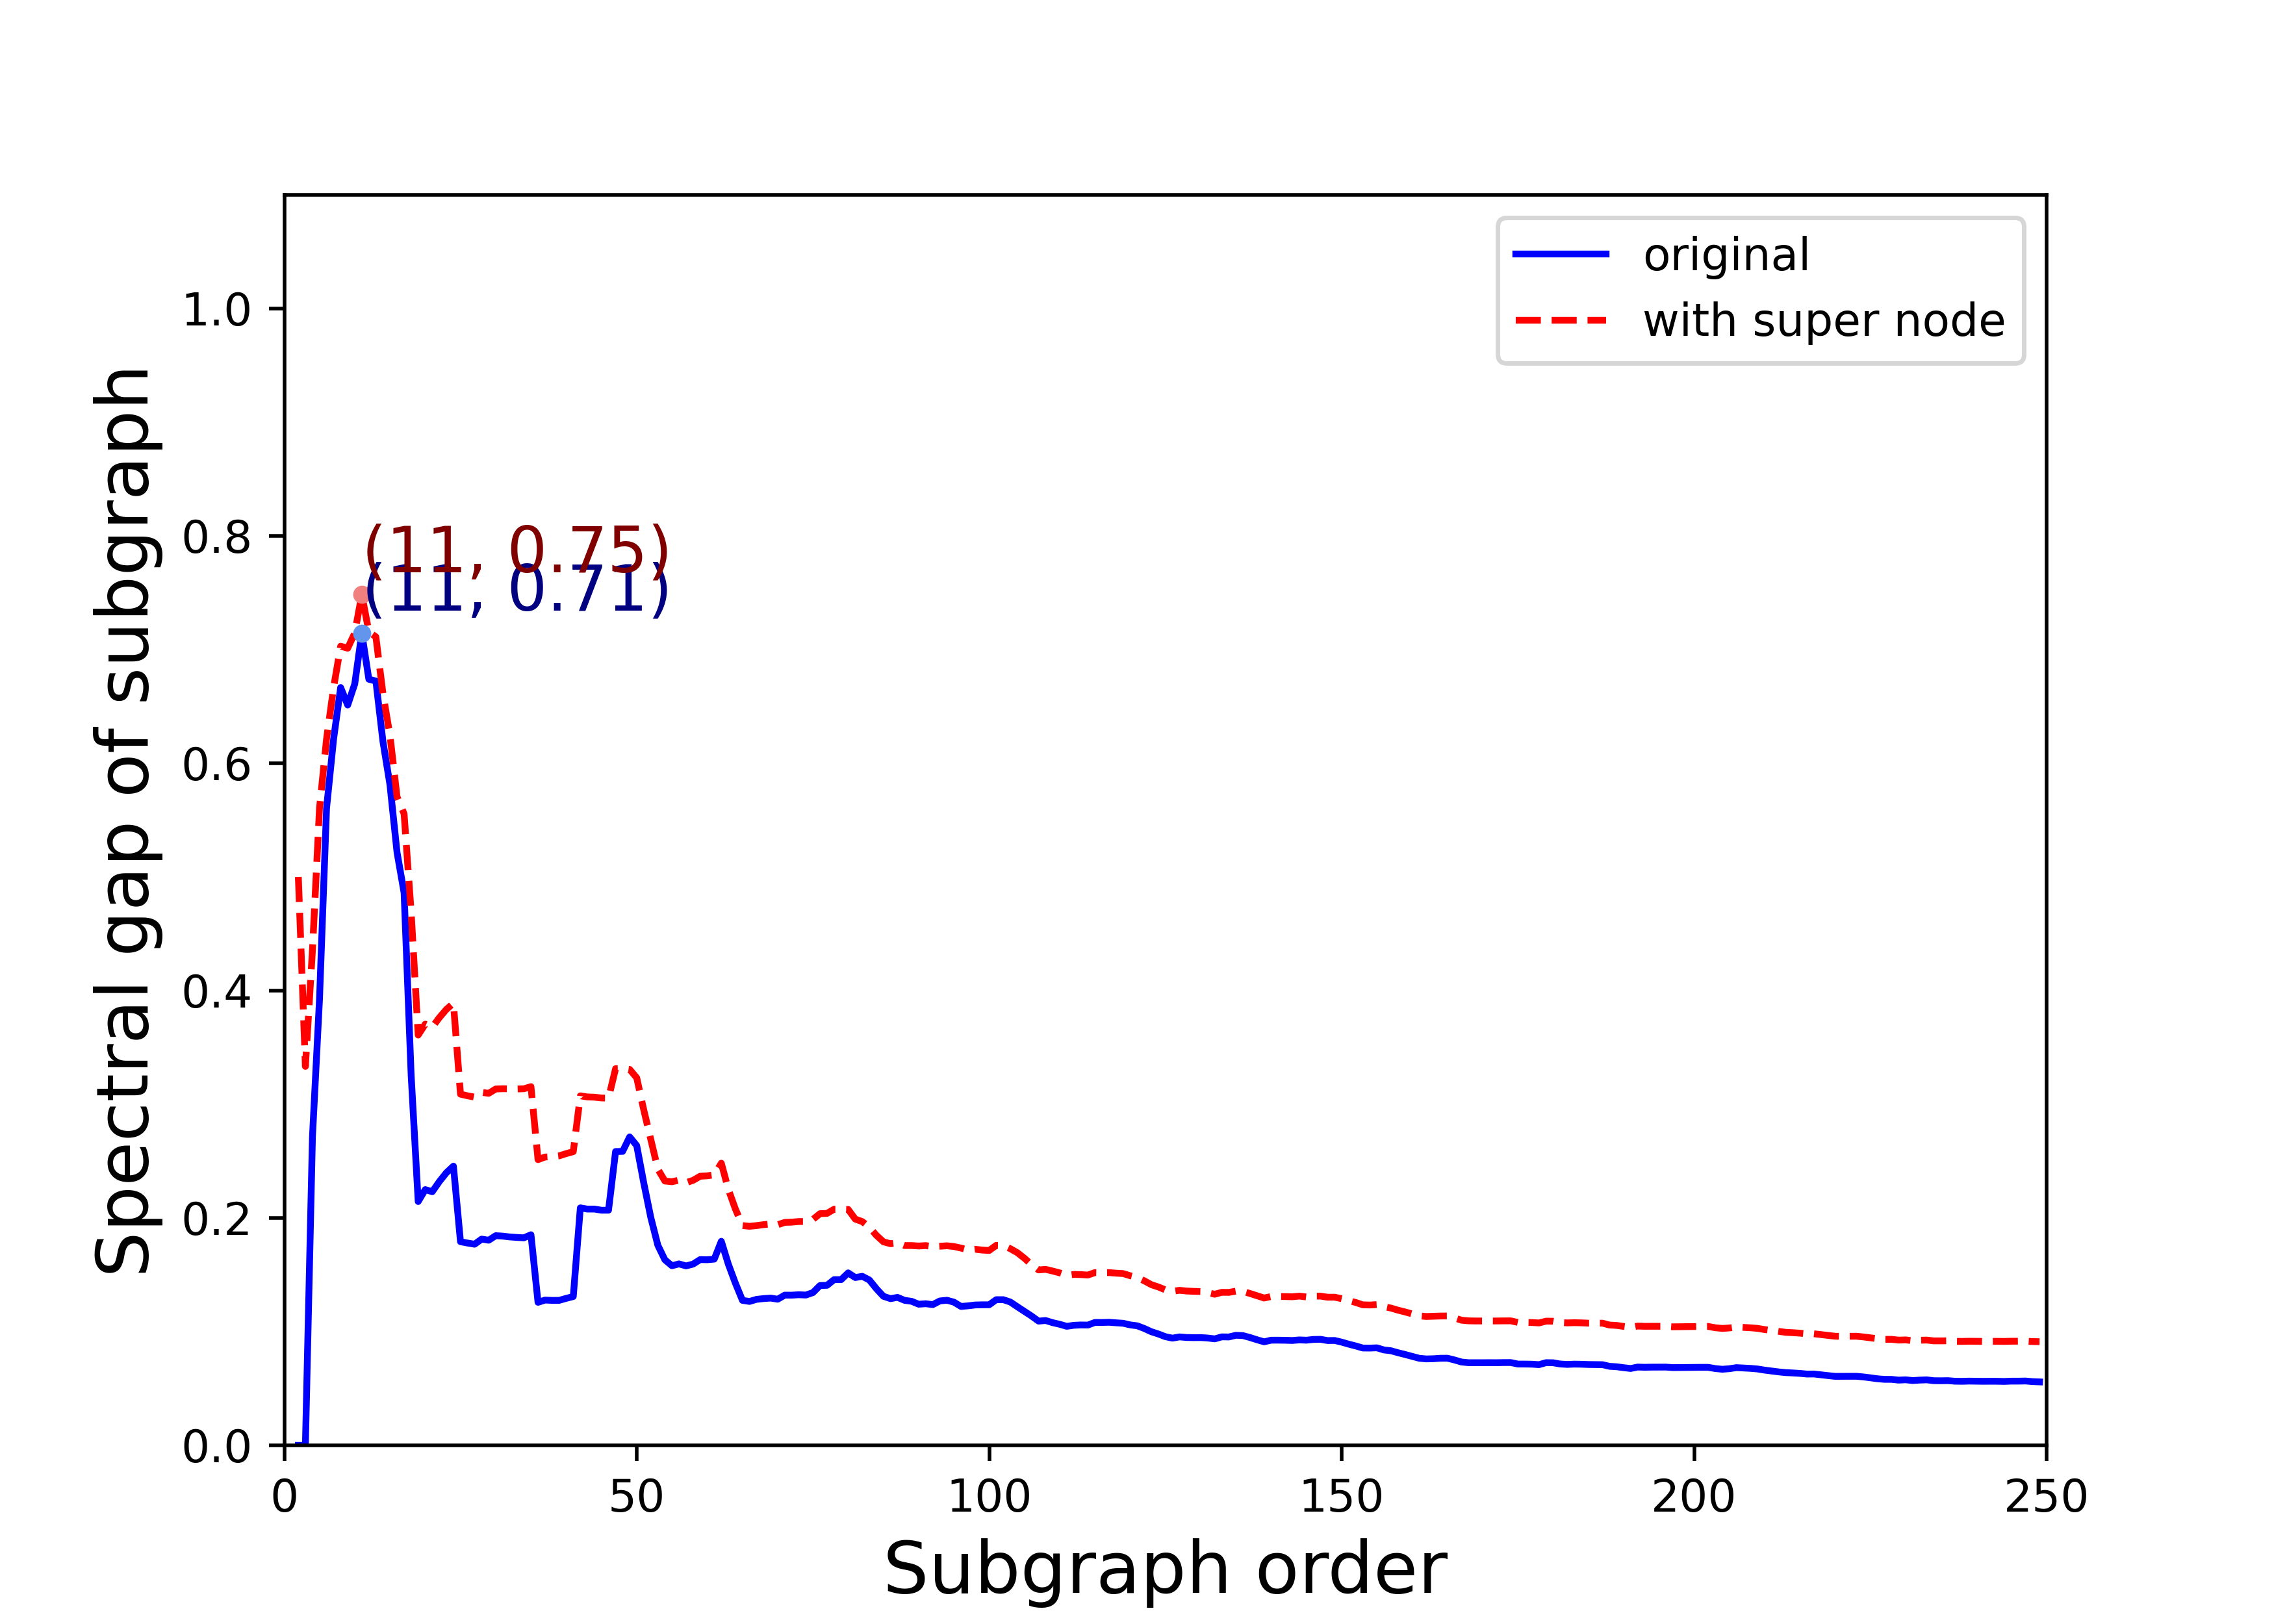 original
with super node
Spectral gap of subgraph
1.0
0.8
0.6
0.4
0.2
0.0
(11, 0.75)
(11, 0.71)
0 50 100 150 200 250
Subgraph order